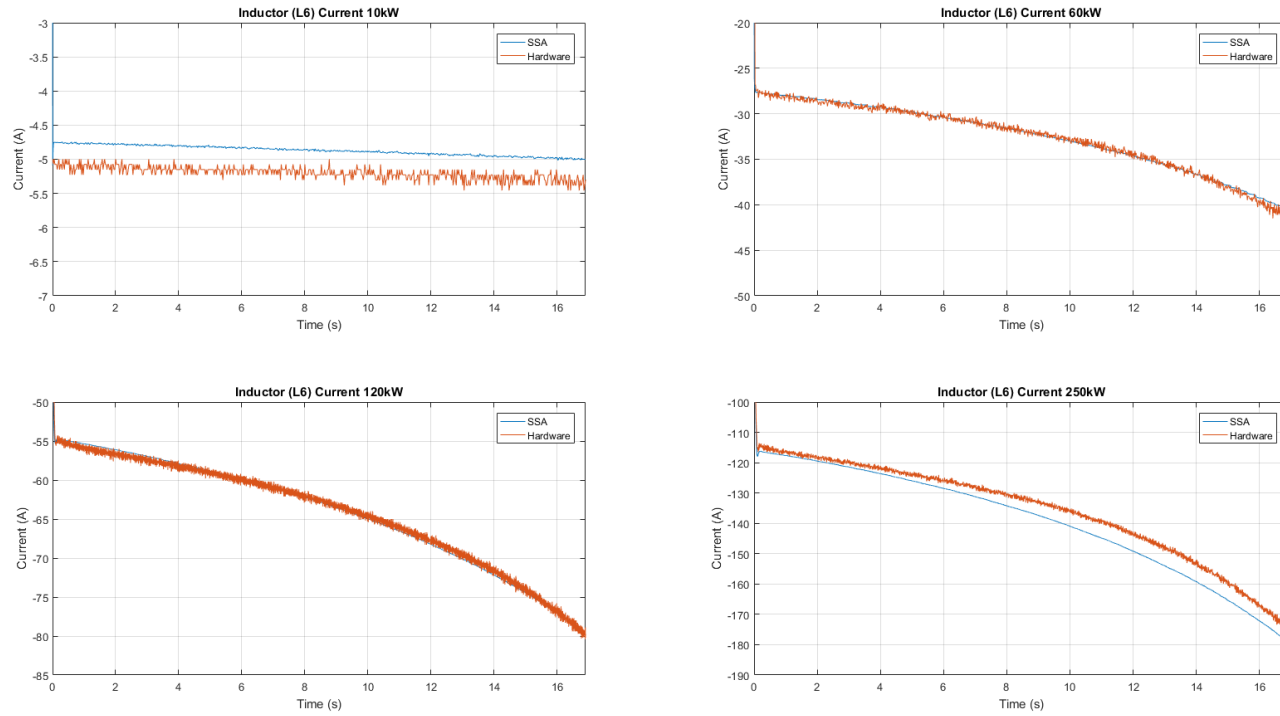 Inductor (L6) Current 10kW
-3
-3.5
-4
-4.5
-5
-5.5
-6
-6.5
-7
Current (A)
0 2 4 6 8 10 12 14 16
Time (s)
SSA
Hardware
Inductor (L6) Current 60kW
-20
-25
-30
-35
-40
-45
-50
Current (A)
0 2 4 6 8 10 12 14 16
Time (s)
SSA
Hardware
Inductor (L6) Current 120kW
-50
-55
-60
-65
-70
-75
-80
-85
Current (A)
0 2 4 6 8 10 12 14 16
Time (s)
SSA
Hardware
Inductor (L6) Current 250kW
-100
-110
-120
-130
-140
-150
-160
-170
-180
-190
Current (A)
0 2 4 6 8 10 12 14 16
Time (s)
SSA
Hardware